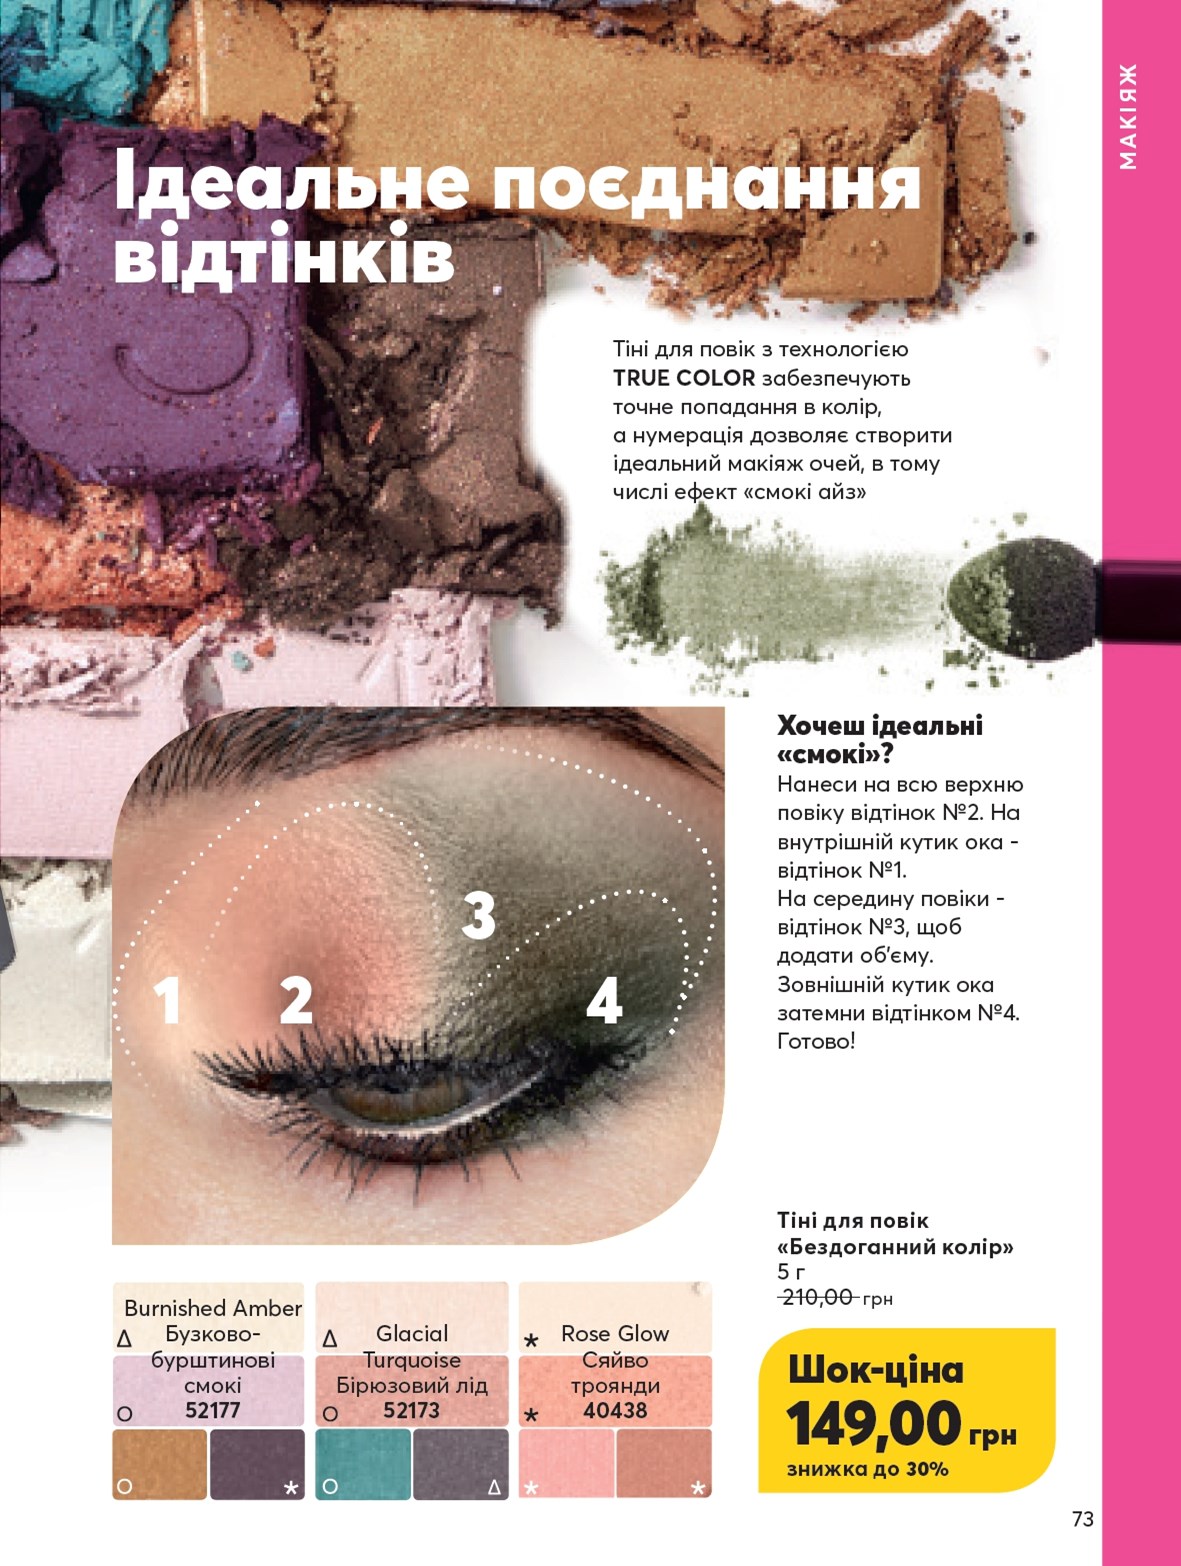 МАКІЯЖ
Ідеальне поєднання
відтінків
Тіні для повік з технологією
TRUE COLOR забезпечують
точне попадання в колір,
а нумерація дозволяє створити
ідеальний макіяж очей, в тому
числі ефект «смокі айз»
1
2
3
4
Хочеш ідеальні
«смокі»?
Нанеси на всю верхню
повіку відтінок №2. На
внутрішній кутик ока -
відтінок №1.
На середину повіки -
відтінок №3, щоб
додати об’єму.
Зовнішній кутик ока
затемни відтінком №4.
Готово!
Тіні для повік
«Бездоганний колір»
5 г
210,00 грн
Шок-ціна
149,00 грн
знижка до 30%
Burnished Amber
Бузково-
бурштинові
смокі
52177
Glacial
Turquoise
Бірюзовий лід
52173
Rose Glow
Сяйво
троянди
40438
73